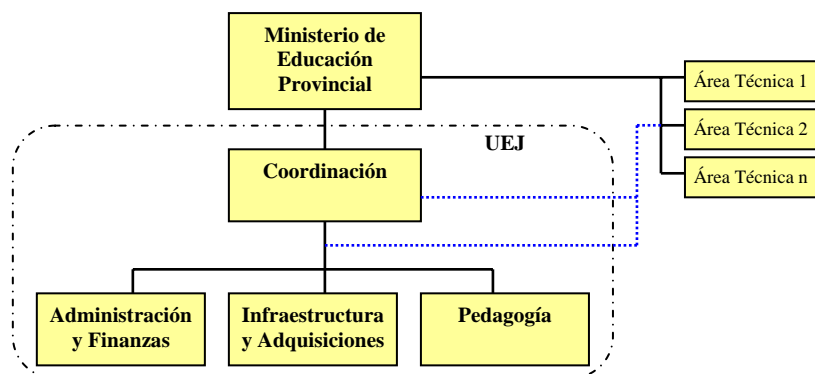 Ministerio de
Educación
Provincial
Área Técnica 1
Área Técnica 2
UEJ
Coordinación
Área Técnica n
Administración
y Finanzas
Infraestructura
y Adquisiciones
Pedagogía